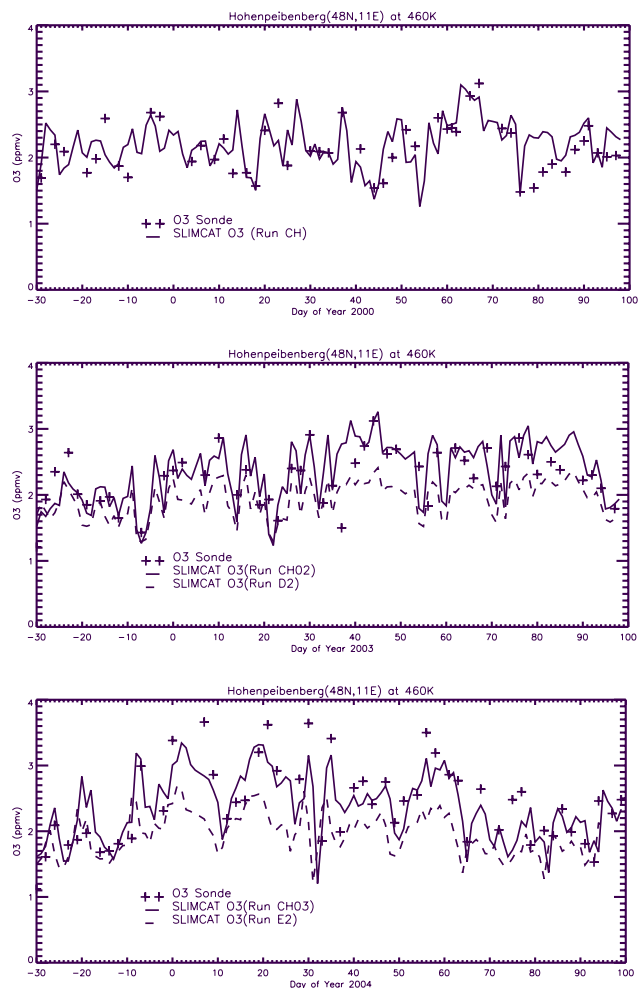 Hohenpeibenberg(48N,11E) at 460K
4
3
2
1
0
O3 (ppmv)
-30 -20 -10 0 10 20 30 40 50 60 70 80 90 100
Day of Year 2000
O3 Sonde
SLIMCAT O3 (Run CH)
Hohenpeibenberg(48N,11E) at 460K
4
3
2
1
0
O3 (ppmv)
-30 -20 -10 0 10 20 30 40 50 60 70 80 90 100
Day of Year 2003
O3 Sonde
SLIMCAT O3(Run CH02)
SLIMCAT O3(Run D2)
Hohenpeibenberg(48N,11E) at 460K
4
3
2
1
0
O3 (ppmv)
-30 -20 -10 0 10 20 30 40 50 60 70 80 90 100
Day of Year 2004
O3 Sonde
SLIMCAT O3(Run CH03)
SLIMCAT O3(Run E2)